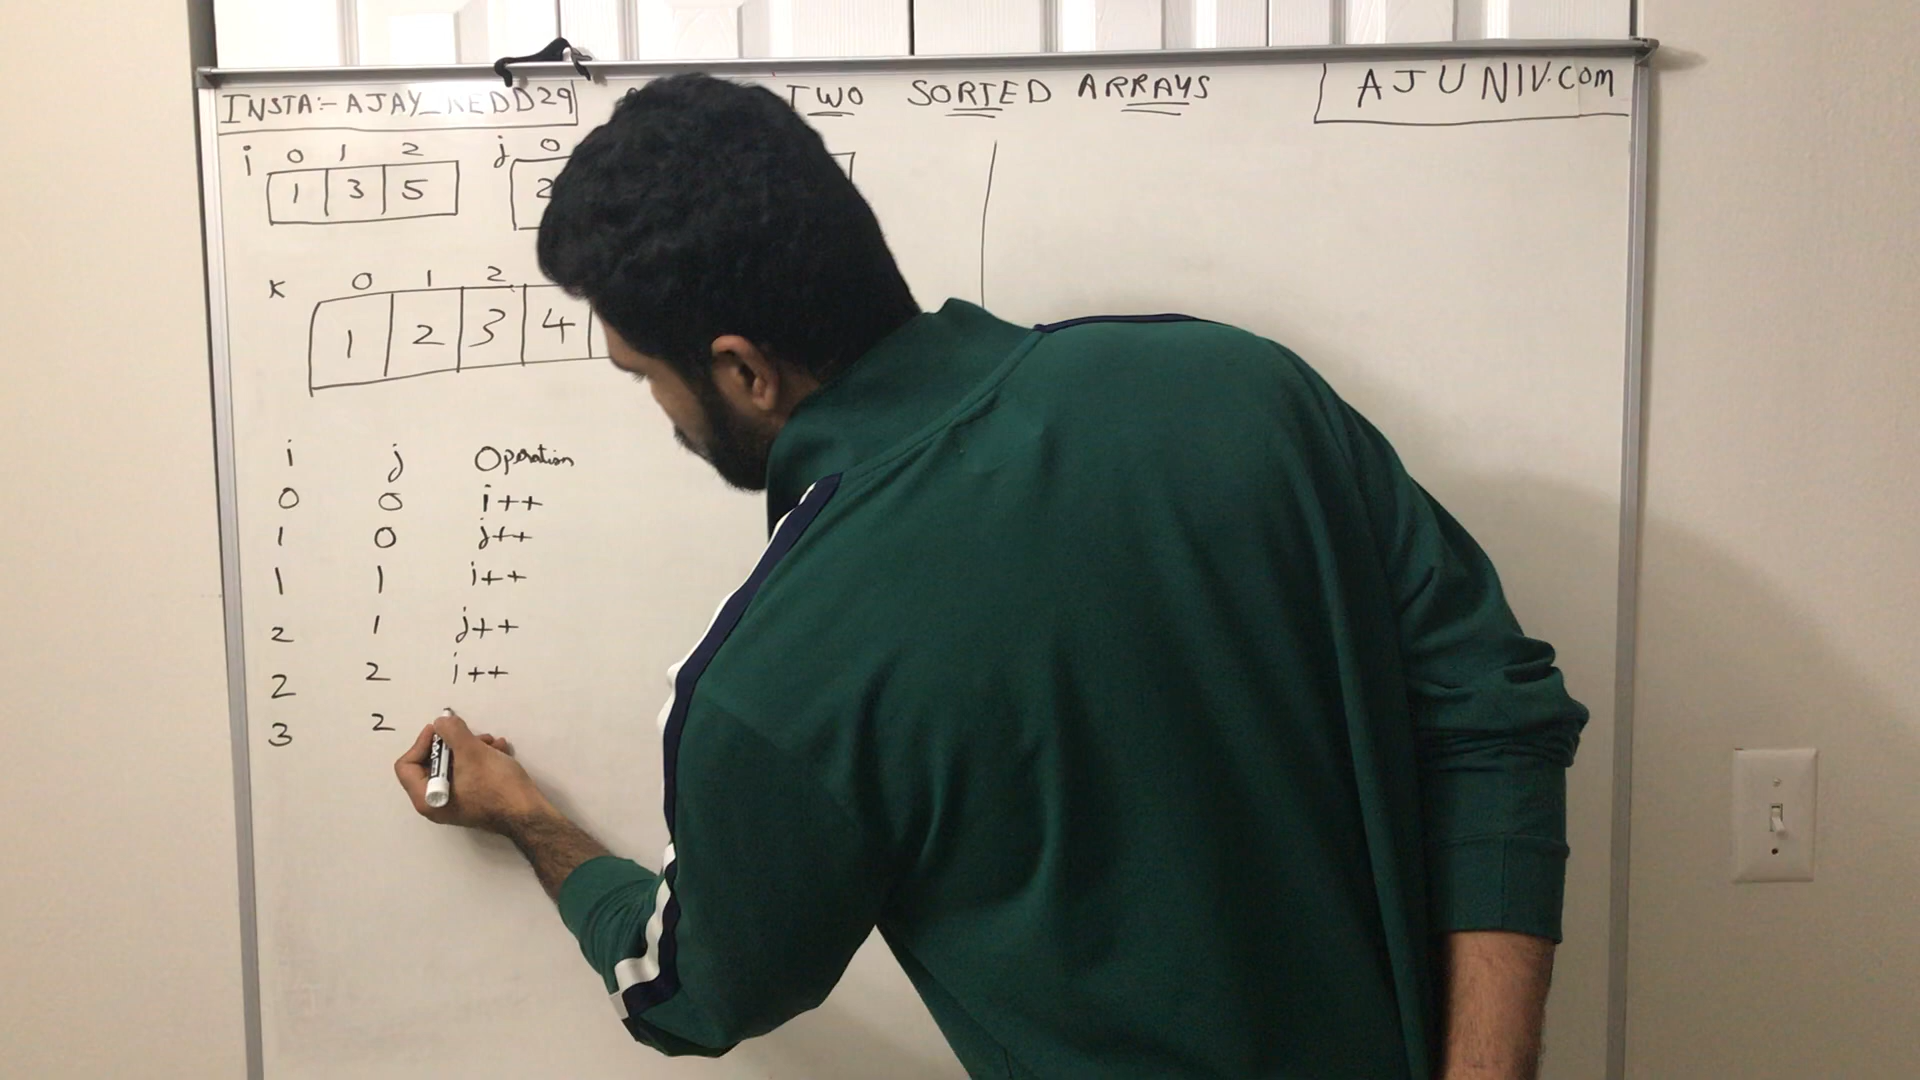 INSTA:- AJAY_REDD29 TWO SORTED ARRAYS AJUNIV.COM
i 0 1 2 j 0
1 3 5 2
K 0 1 2
1 2 3 4
i j Operation
0 0 i++
1 0 j++
1 1 i++
2 1 j++
2 2 i++
3 2